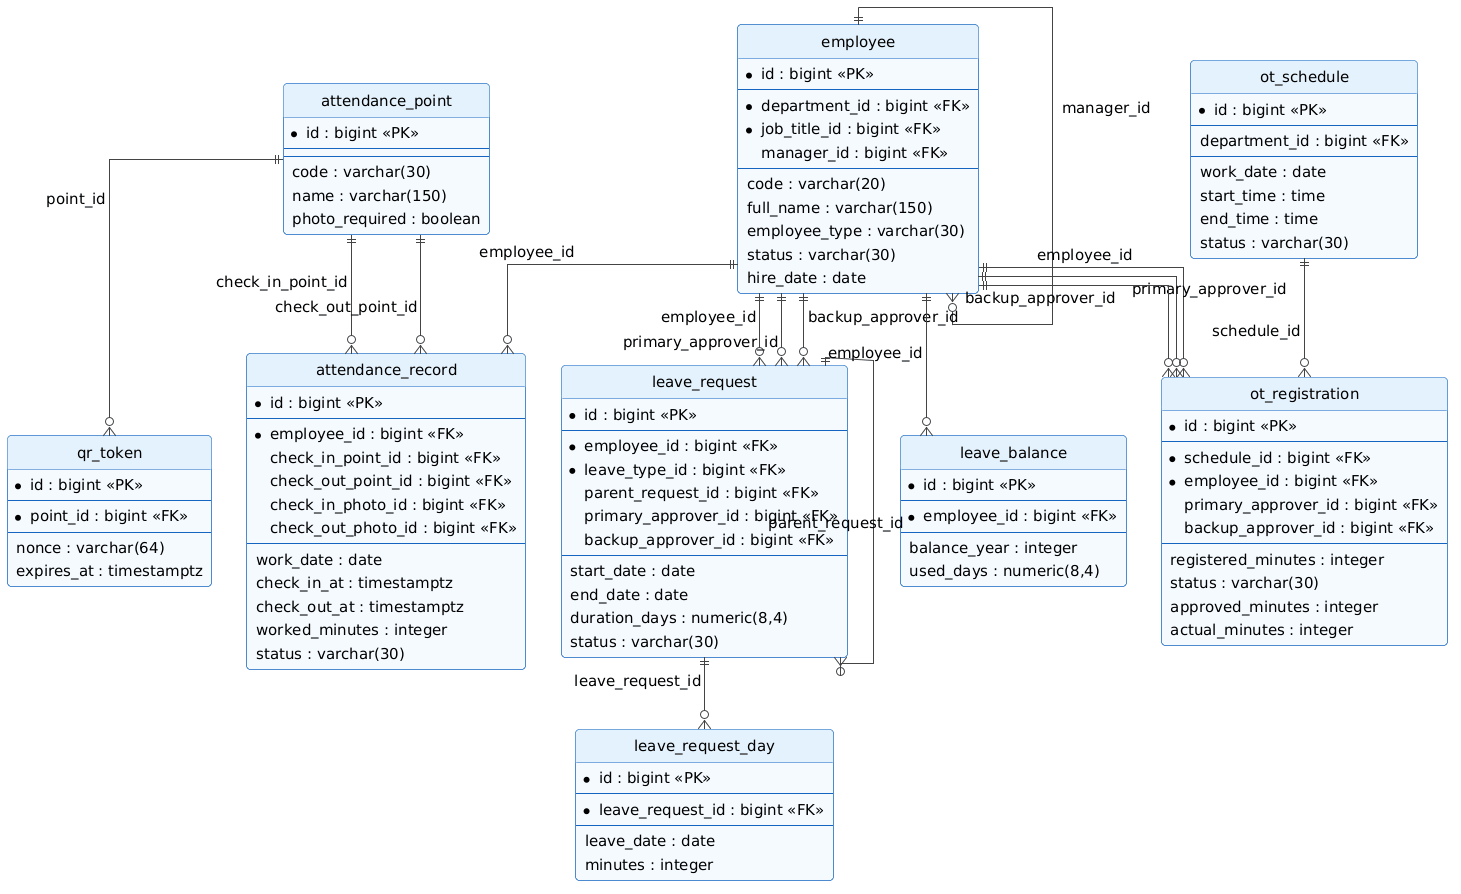 employee
id : bigint «PK»
department_id : bigint «FK»
job_title_id : bigint «FK»
manager_id : bigint «FK»
code : varchar(20)
full_name : varchar(150)
employee_type : varchar(30)
status : varchar(30)
hire_date : date
manager_id
ot_schedule
id : bigint «PK»
department_id : bigint «FK»
work_date : date
start_time : time
end_time : time
status : varchar(30)
attendance_point
id : bigint «PK»
code : varchar(30)
name : varchar(150)
photo_required : boolean
point_id
check_in_point_id
check_out_point_id
employee_id
employee_id
primary_approver_id
backup_approver_id
employee_id
employee_id
primary_approver_id
backup_approver_id
schedule_id
attendance_record
id : bigint «PK»
employee_id : bigint «FK»
check_in_point_id : bigint «FK»
check_out_point_id : bigint «FK»
check_in_photo_id : bigint «FK»
check_out_photo_id : bigint «FK»
work_date : date
check_in_at : timestamptz
check_out_at : timestamptz
worked_minutes : integer
status : varchar(30)
leave_request
id : bigint «PK»
employee_id : bigint «FK»
leave_type_id : bigint «FK»
parent_request_id : bigint «FK»
primary_approver_id : bigint «FK»
backup_approver_id : bigint «FK»
start_date : date
end_date : date
duration_days : numeric(8,4)
status : varchar(30)
parent_request_id
ot_registration
id : bigint «PK»
schedule_id : bigint «FK»
employee_id : bigint «FK»
primary_approver_id : bigint «FK»
backup_approver_id : bigint «FK»
registered_minutes : integer
status : varchar(30)
approved_minutes : integer
actual_minutes : integer
qr_token
id : bigint «PK»
point_id : bigint «FK»
nonce : varchar(64)
expires_at : timestamptz
leave_balance
id : bigint «PK»
employee_id : bigint «FK»
balance_year : integer
used_days : numeric(8,4)
leave_request_id
leave_request_day
id : bigint «PK»
leave_request_id : bigint «FK»
leave_date : date
minutes : integer